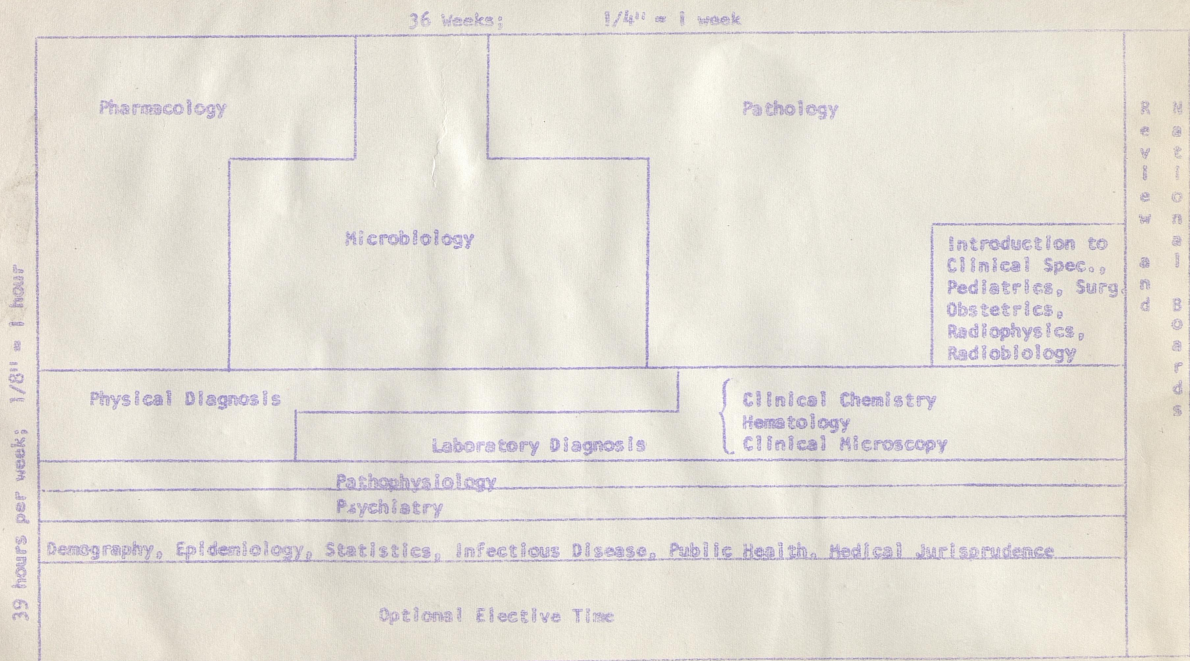 36 Weeks;  1/4" = 1 week
39 hours per week;  1/8" = 1 hour
Pharmacology
Pathology
Microbiology
Introduction to
Clinical Spec.,
Pediatrics, Surg.
Obstetrics,
Radiophysics,
Radiobiology
Review and
National Boards
Physical Diagnosis
Clinical Chemistry
Hematology
Clinical Microscopy
Laboratory Diagnosis
Pathophysiology
Psychiatry
Demography, Epidemiology, Statistics, Infectious Disease, Public Health, Medical Jurisprudence
Optional Elective Time